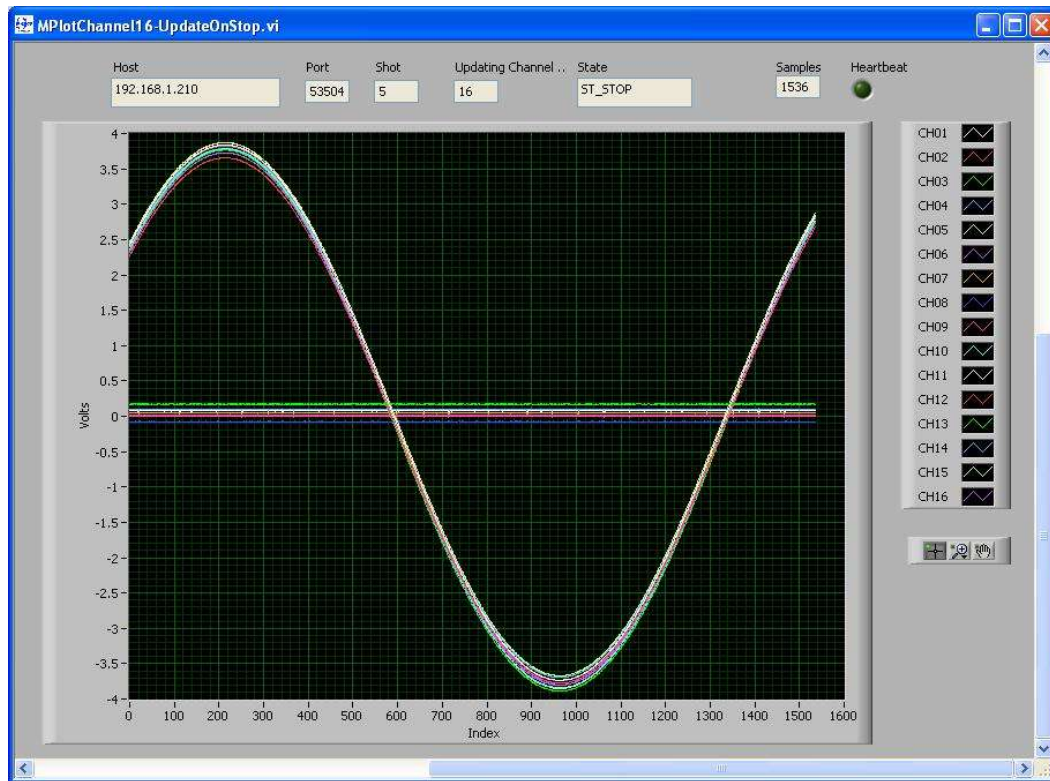 MPlotChannel16-UpdateOnStop.vi
Host Port Shot Updating Channel .. State Samples Heartbeat
192.168.1.210 53504 5 16 ST_STOP 1536
4
3.5
3
2.5
2
1.5
1
0.5
0
-0.5
-1
-1.5
-2
-2.5
-3
-3.5
-4
Volts
0 100 200 300 400 500 600 700 800 900 1000 1100 1200 1300 1400 1500 1600
Index
CH01
CH02
CH03
CH04
CH05
CH06
CH07
CH08
CH09
CH10
CH11
CH12
CH13
CH14
CH15
CH16